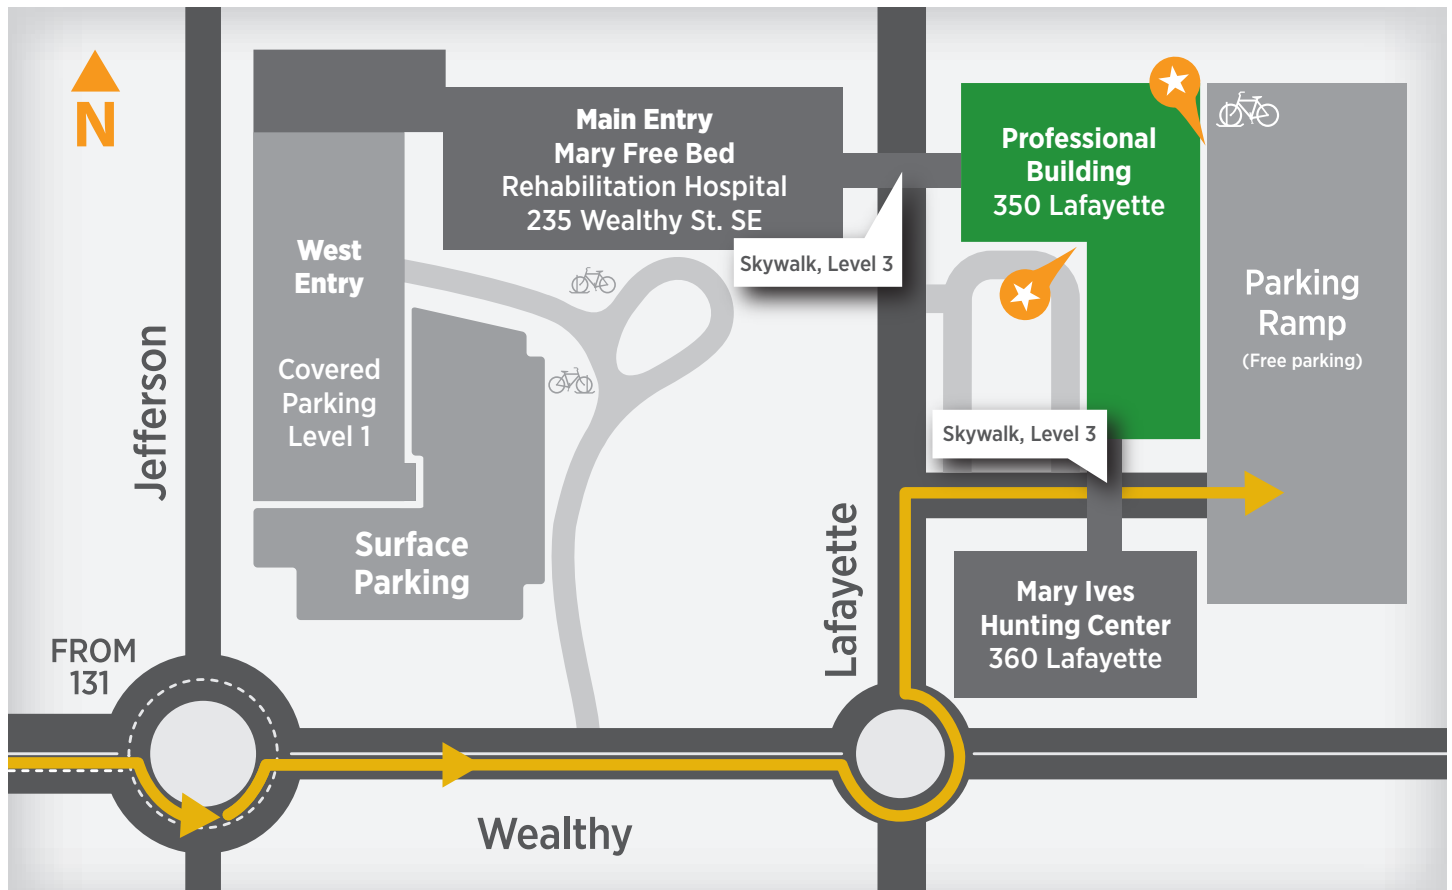 N
Main Entry
Mary Free Bed
Rehabilitation Hospital
235 Wealthy St. SE
Professional
Building
350 Lafayette
West
Entry
Skywalk, Level 3
Parking
Ramp
(Free parking)
Covered
Parking
Level 1
Jefferson
Skywalk, Level 3
Surface
Parking
Lafayette
Mary Ives
Hunting Center
360 Lafayette
FROM
131
Wealthy